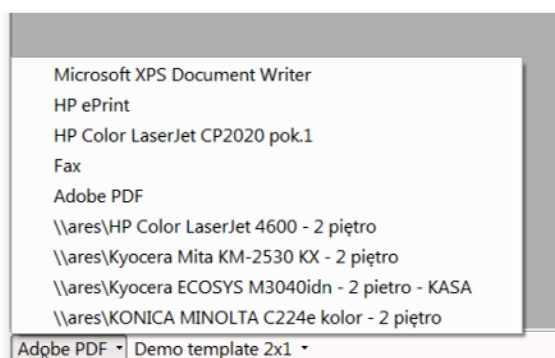 Microsoft XPS Document Writer
HP ePrint
HP Color LaserJet CP2020 pok.1
Fax
Adobe PDF
\\ares\HP Color LaserJet 4600 - 2 piętro
\\ares\Kyocera Mita KM-2530 KX - 2 piętro
\\ares\Kyocera ECOSYS M3040idn - 2 pietro - KASA
\\ares\KONICA MINOLTA C224e kolor - 2 piętro
Adobe PDF Demo template 2x1